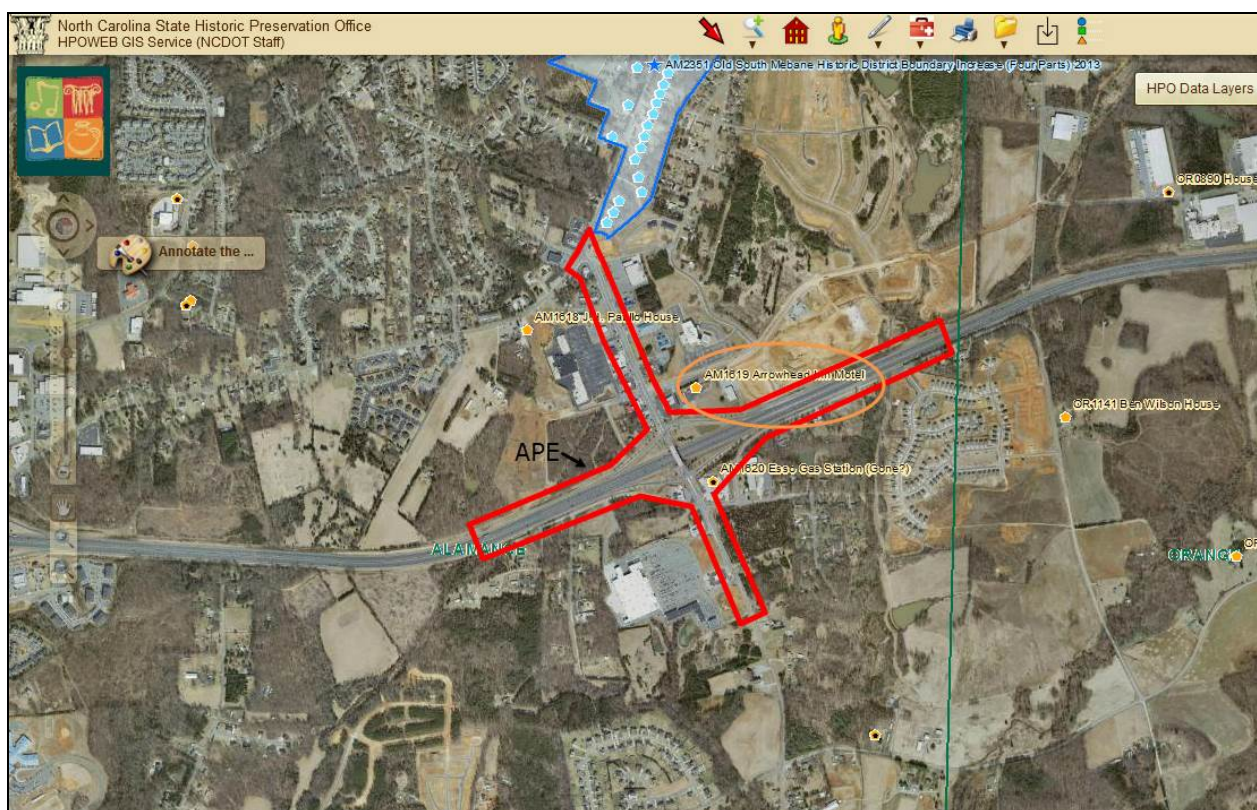 North Carolina State Historic Preservation Office
HPOWEB GIS Service (NCDOT Staff)
AM2351 Old South Mebane Historic District Boundary Increase (Four Parts) 2013
HPO Data Layers
OR0890 House
Annotate the ...
AM1618 House
AM1619 Arrowhead Inn Motel
OR1141 Ben Wilson House
APE
AM1620 Esso Gas Station (Gone?)
ALAMANCE
ORANG
OR